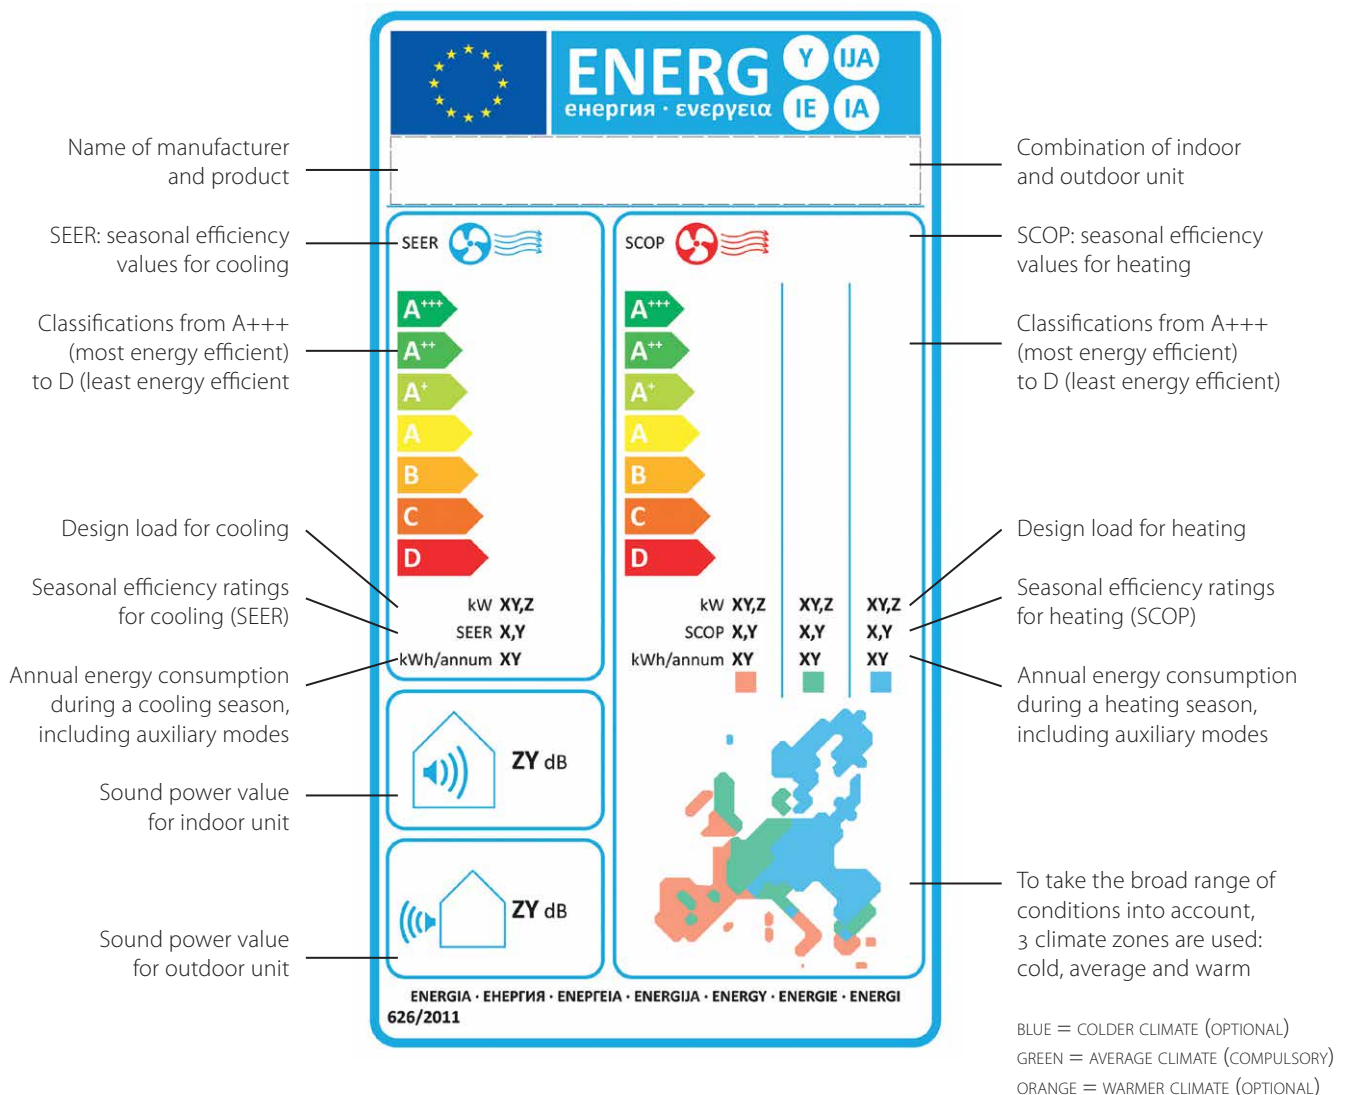 ENERG Y IJA
енергия · ενεργεια IE IA
Name of manufacturer
and product
Combination of indoor
and outdoor unit
SEER: seasonal efficiency
values for cooling
SEER
SCOP
SCOP: seasonal efficiency
values for heating
Classifications from A+++
(most energy efficient)
to D (least energy efficient
A+++
A++
A+
A
B
C
D
A+++
A++
A+
A
B
C
D
Classifications from A+++
(most energy efficient)
to D (least energy efficient)
Design load for cooling
Seasonal efficiency ratings
for cooling (SEER)
Annual energy consumption
during a cooling season,
including auxiliary modes
kW XY,Z
SEER X,Y
kWh/annum XY
kW XY,Z XY,Z XY,Z
SCOP X,Y X,Y X,Y
kWh/annum XY XY XY
Design load for heating
Seasonal efficiency ratings
for heating (SCOP)
Annual energy consumption
during a heating season,
including auxiliary modes
Sound power value
for indoor unit
ZY dB
Sound power value
for outdoor unit
ZY dB
To take the broad range of
conditions into account,
3 climate zones are used:
cold, average and warm
ENERGIA · ЕНЕРГИЯ · ΕΝΕΡΓΕΙΑ · ENERGIJA · ENERGY · ENERGIE · ENERGI
626/2011
BLUE = COLDER CLIMATE (OPTIONAL)
GREEN = AVERAGE CLIMATE (COMPULSORY)
ORANGE = WARMER CLIMATE (OPTIONAL)